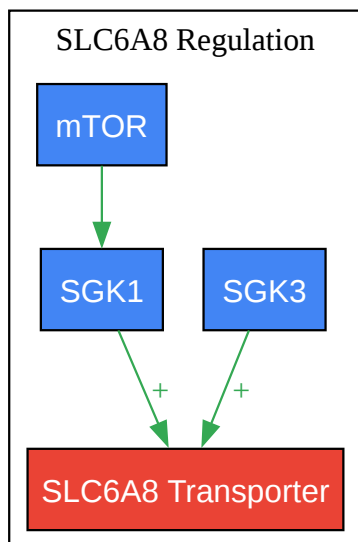 SLC6A8 Regulation
mTOR
SGK1
SGK3
+
+
SLC6A8 Transporter